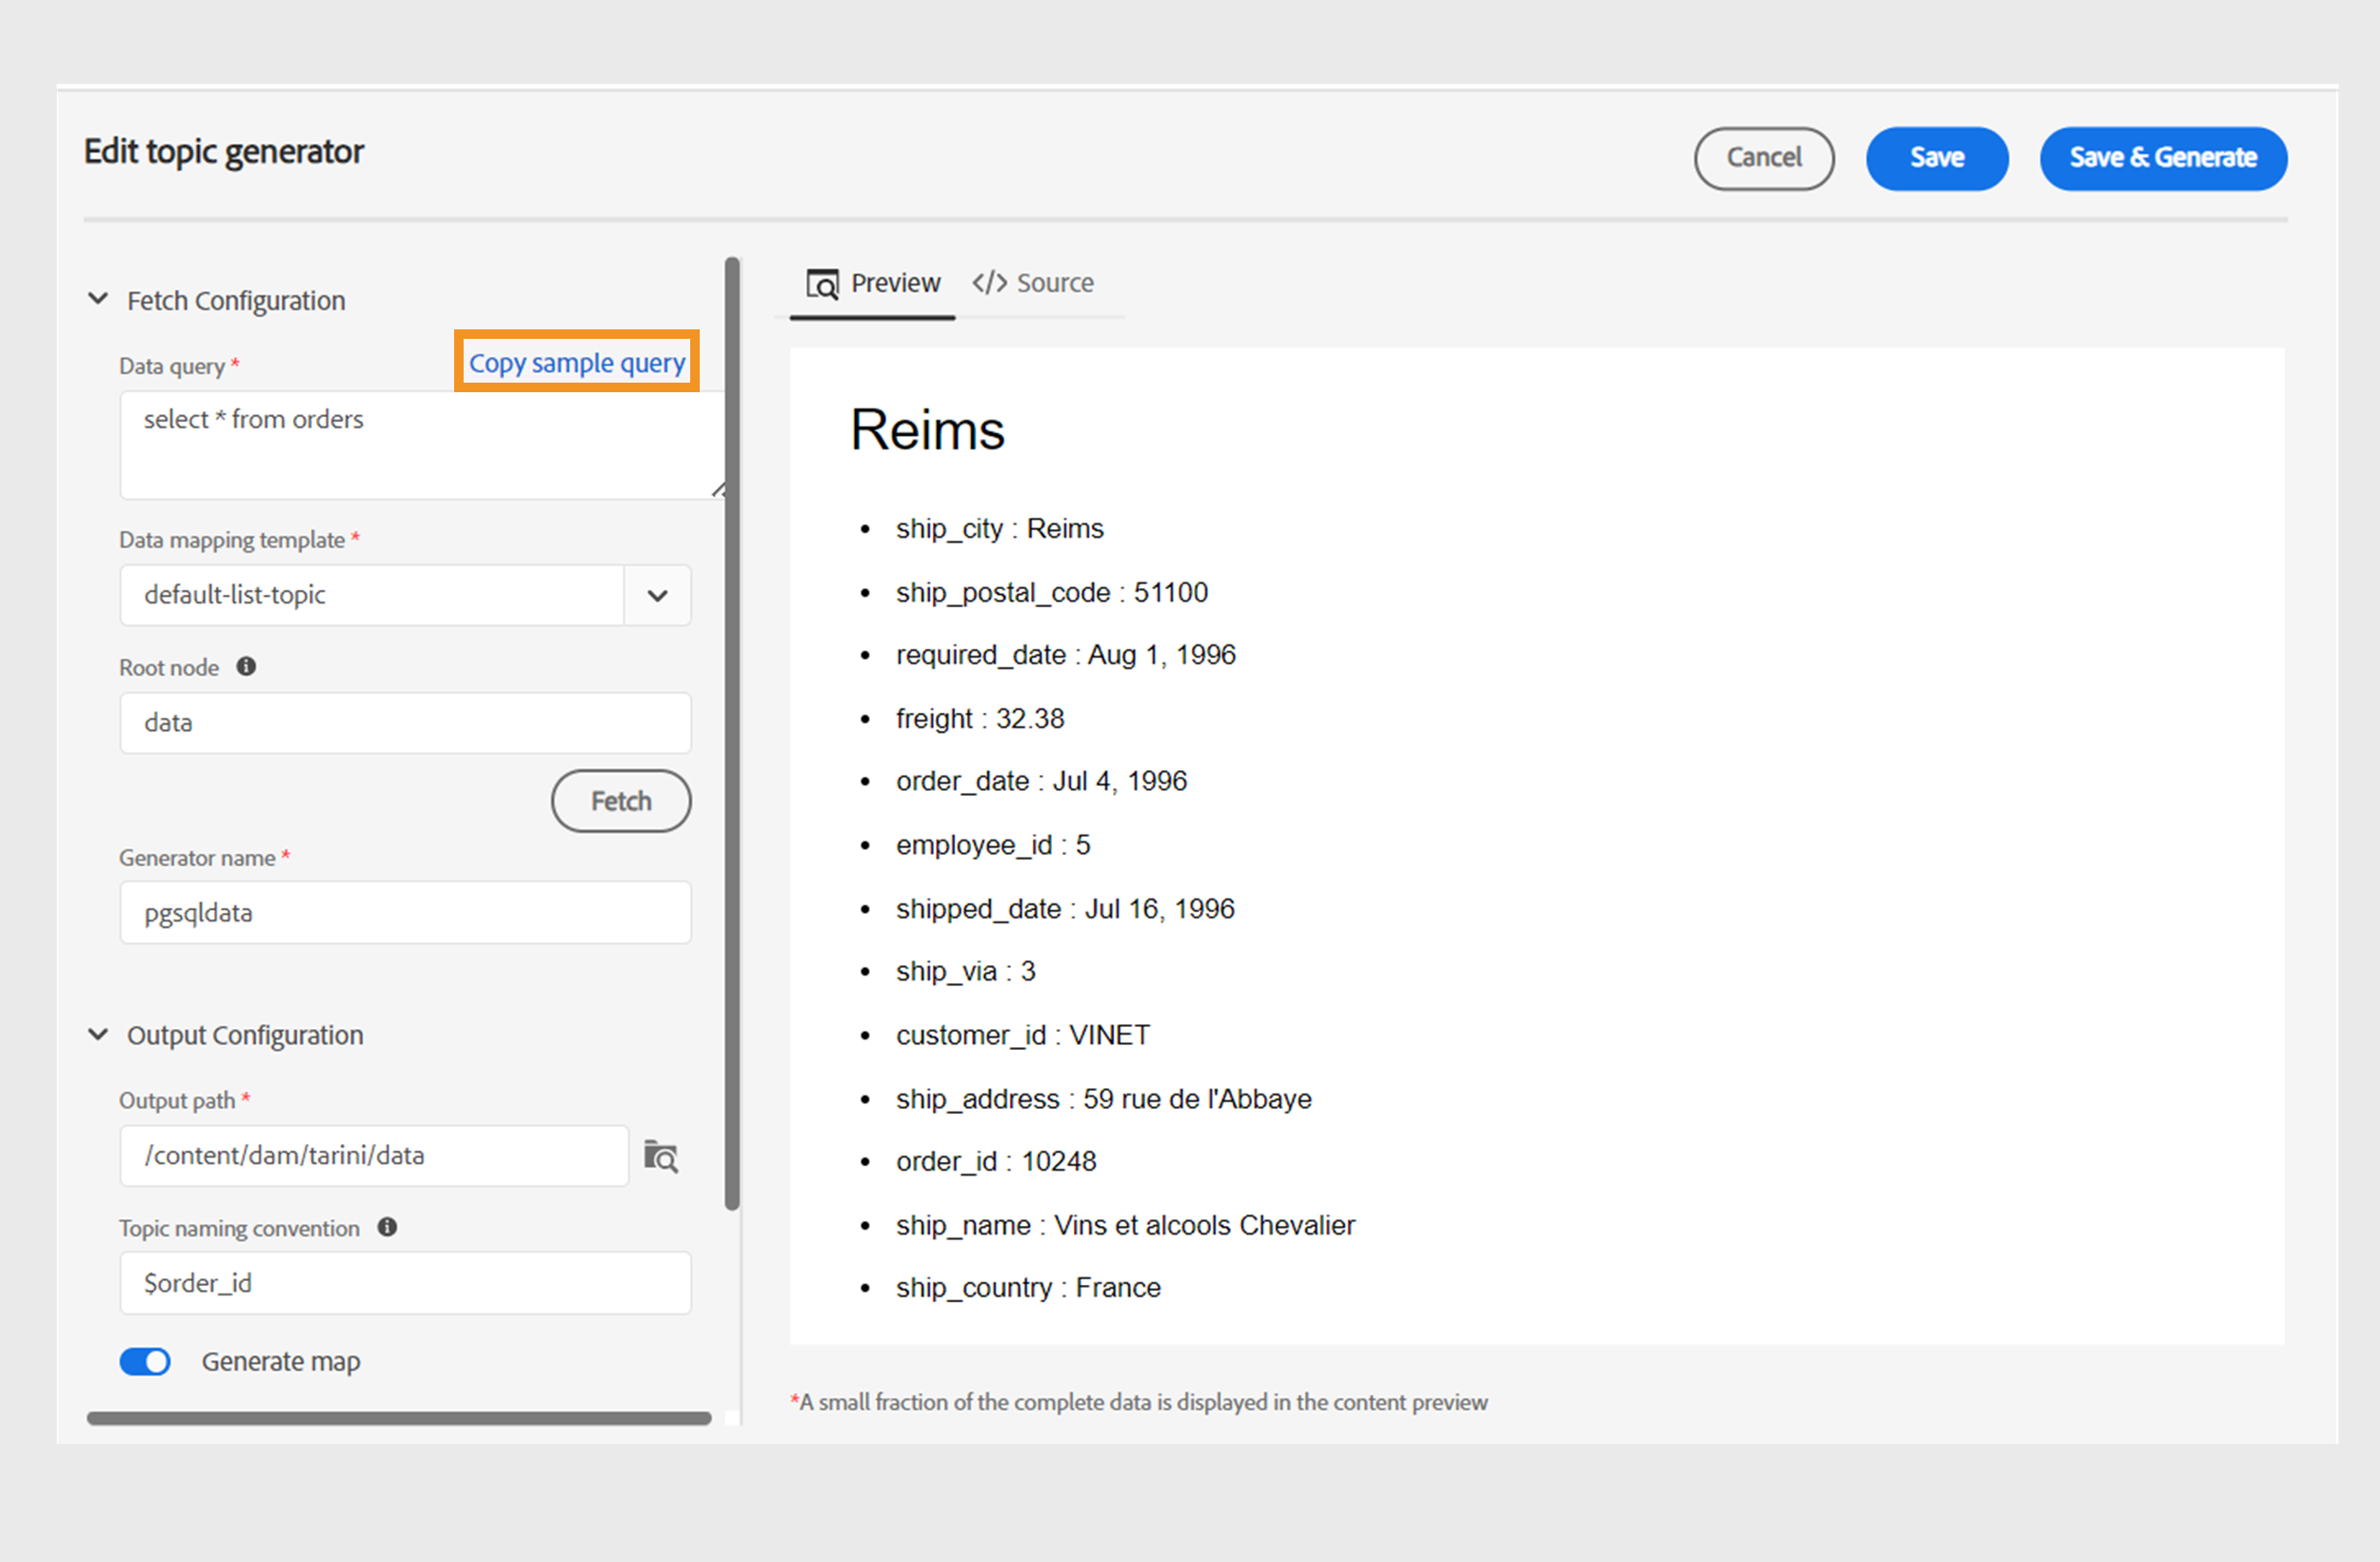 Edit topic generator
Cancel
Save
Save & Generate
Fetch Configuration
Data query *
Copy sample query
select * from orders
Data mapping template *
default-list-topic
Root node
data
Fetch
Generator name *
pgsqldata
Output Configuration
Output path *
/content/dam/tarini/data
Topic naming convention
$order_id
Generate map
Preview
</> Source
Reims
• ship_city : Reims
• ship_postal_code : 51100
• required_date : Aug 1, 1996
• freight : 32.38
• order_date : Jul 4, 1996
• employee_id : 5
• shipped_date : Jul 16, 1996
• ship_via : 3
• customer_id : VINET
• ship_address : 59 rue de l'Abbaye
• order_id : 10248
• ship_name : Vins et alcools Chevalier
• ship_country : France
*A small fraction of the complete data is displayed in the content preview